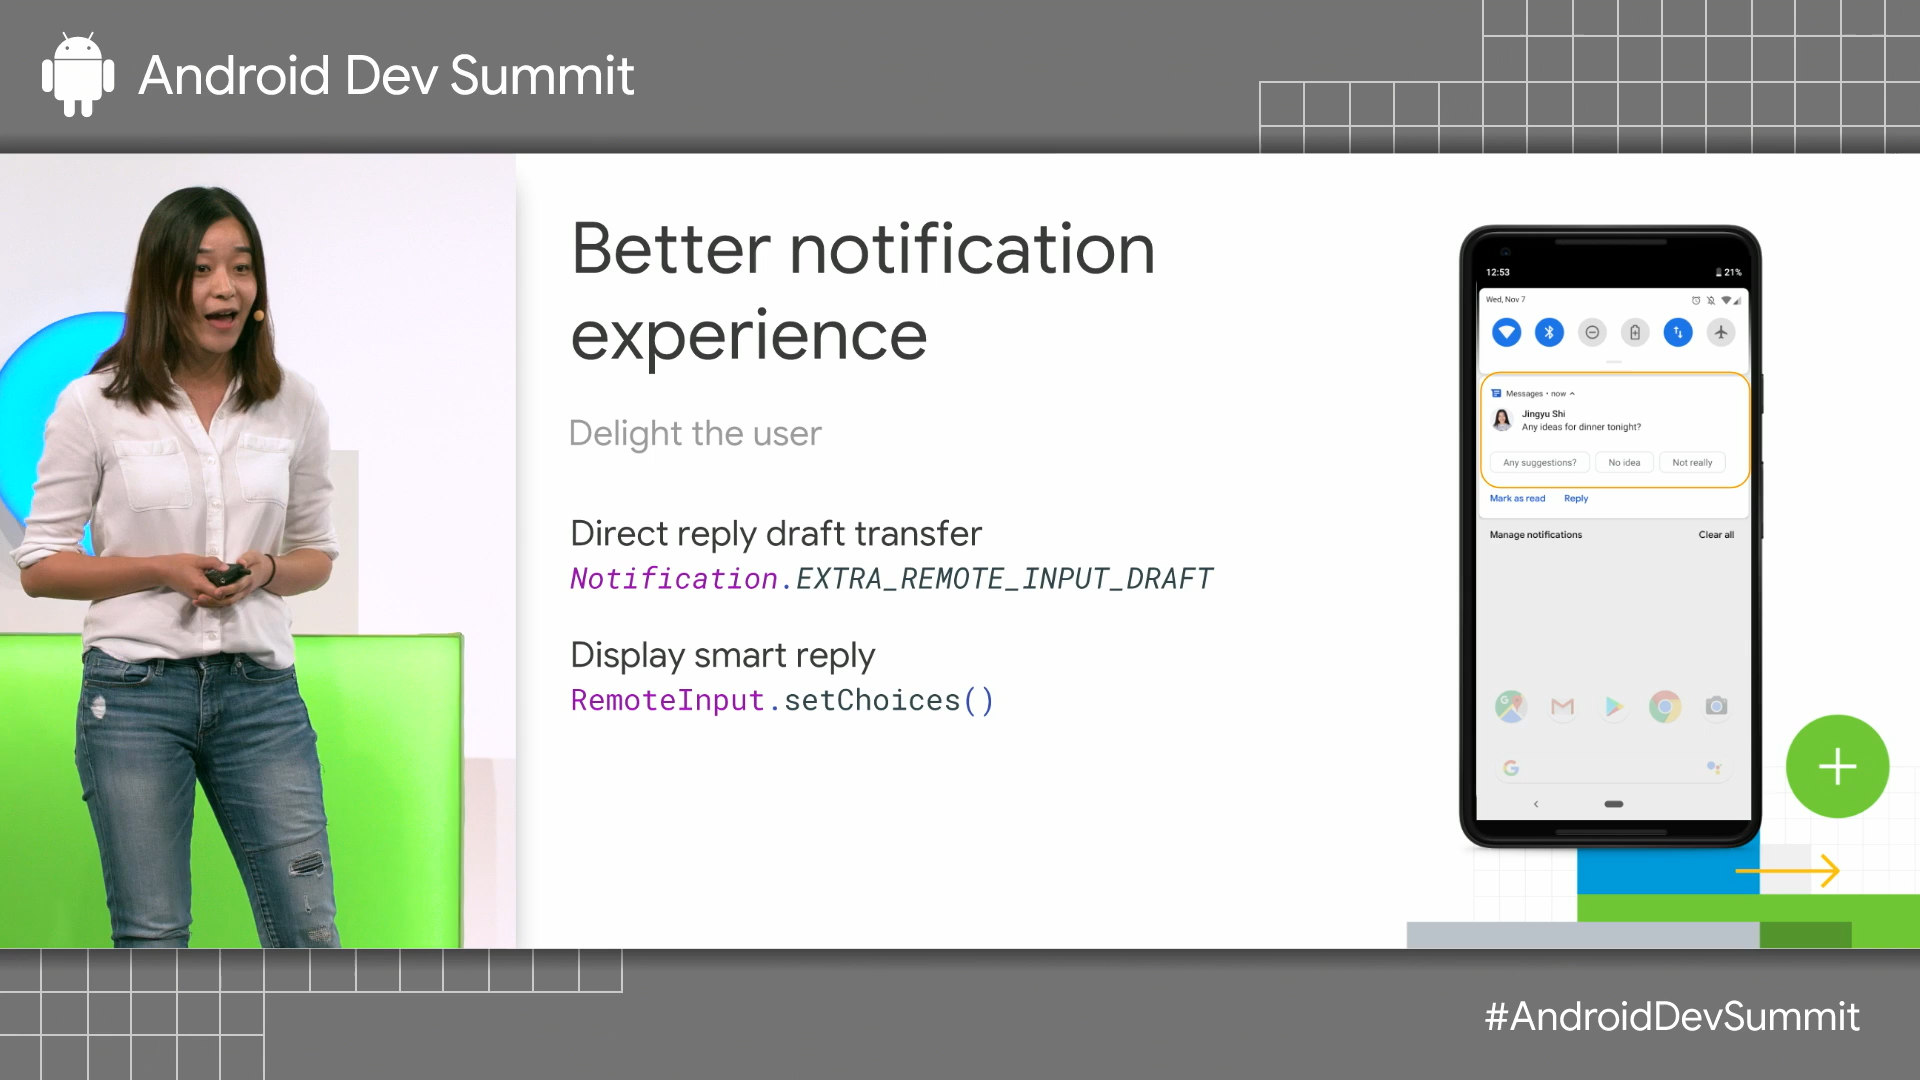 Android Dev Summit
Better notification
experience
Delight the user
Direct reply draft transfer
Notification.EXTRA_REMOTE_INPUT_DRAFT
Display smart reply
RemoteInput.setChoices()
12:53
21%
Wed, Nov 7
Messages • now
Jingyu Shi
Any ideas for dinner tonight?
Any suggestions?
No idea
Not really
Mark as read
Reply
Manage notifications
Clear all
#AndroidDevSummit